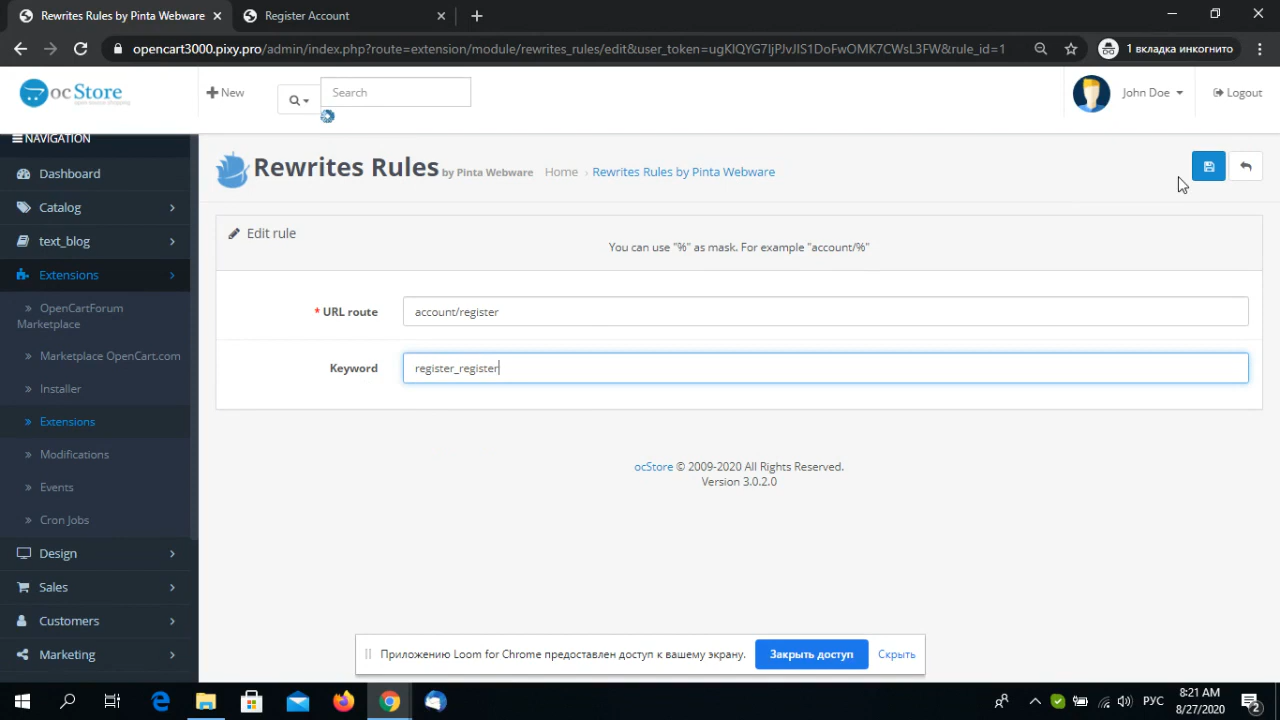 Rewrites Rules by Pinta Webware
Register Account
opencart3000.pixy.pro/admin/index.php?route=extension/module/rewrites_rules/edit&user_token=ugKIQYG7IjPJvJIS1DoFwOMK7CWsL3FW&rule_id=1
1 вкладка инкогнито
ocStore
open source shopping
New
Search
John Doe
Logout
NAVIGATION
Dashboard
Catalog
text_blog
Extensions
OpenCartForum
Marketplace
Marketplace OpenCart.com
Installer
Extensions
Modifications
Events
Cron Jobs
Design
Sales
Customers
Marketing
Rewrites Rules by Pinta Webware
Home › Rewrites Rules by Pinta Webware
Edit rule
You can use "%" as mask. For example "account/%"
* URL route
account/register
Keyword
register_register
ocStore © 2009-2020 All Rights Reserved.
Version 3.0.2.0
Приложению Loom for Chrome предоставлен доступ к вашему экрану.
Закрыть доступ
Скрыть
РУС
8:21 AM
8/27/2020
2